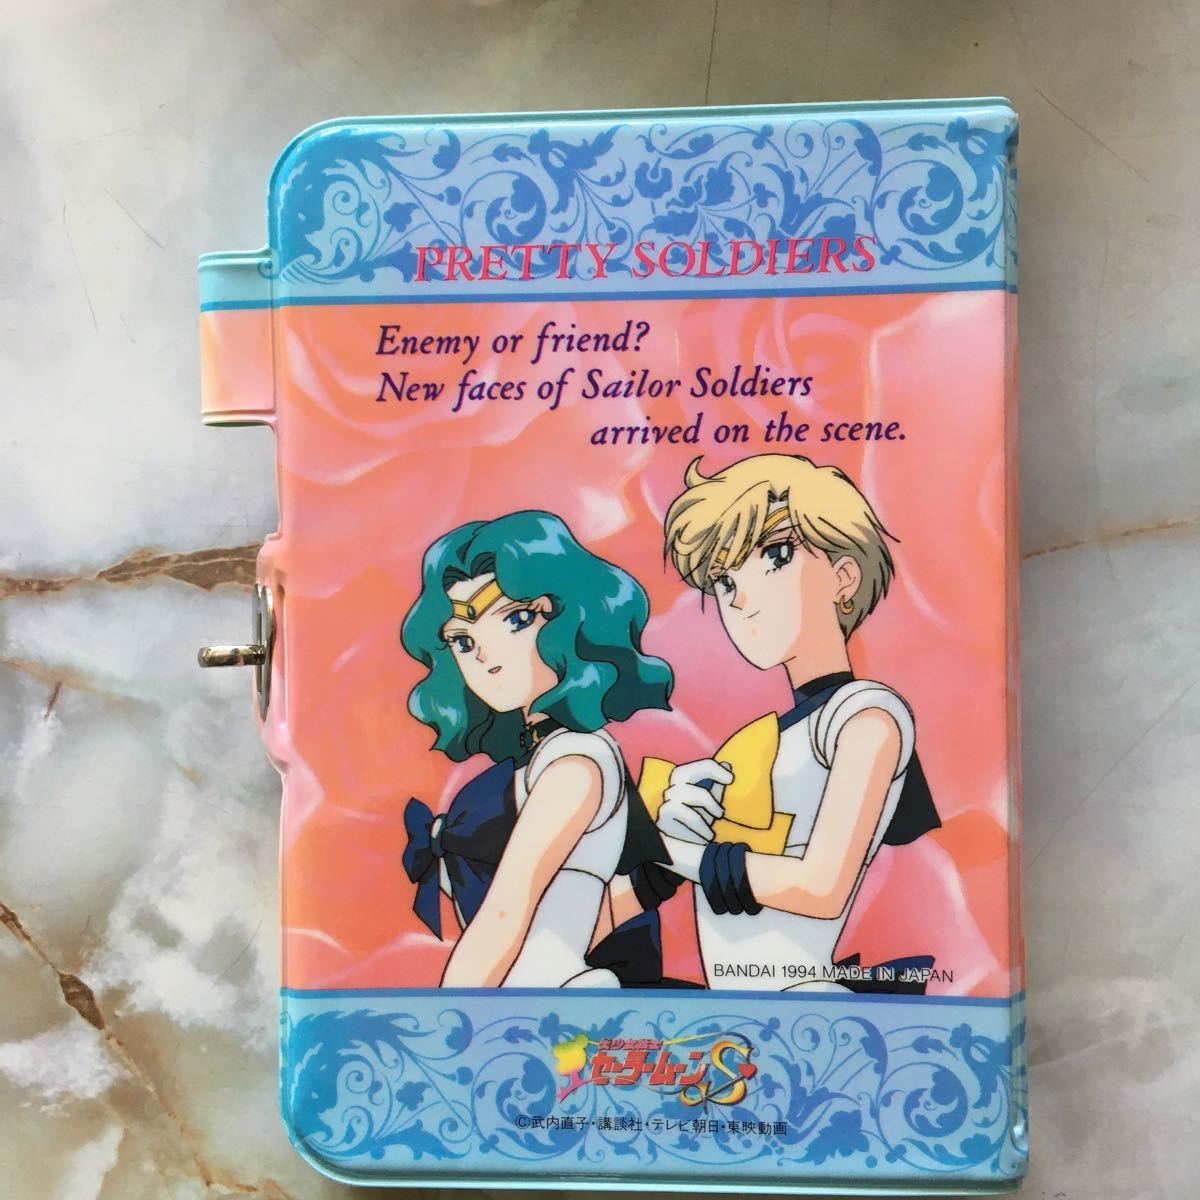 PRETTY SOLDIERS
Enemy or friend?
New faces of Sailor Soldiers
arrived on the scene.
BANDAI 1994 MADE IN JAPAN
美少女戦士
セーラームーンS
©武内直子・講談社・テレビ朝日・東映動画